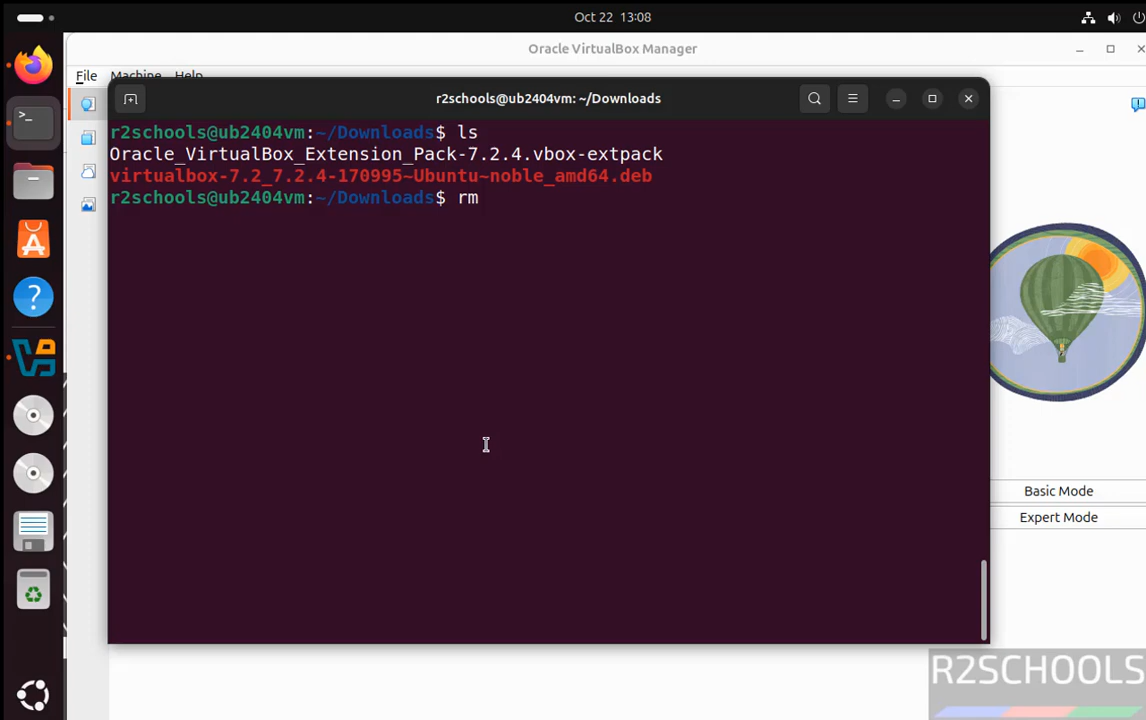 Oct 22 13:08
Oracle VirtualBox Manager
File Machine Help
r2schools@ub2404vm: ~/Downloads
r2schools@ub2404vm:~/Downloads$ ls
Oracle_VirtualBox_Extension_Pack-7.2.4.vbox-extpack
virtualbox-7.2_7.2.4-170995~Ubuntu~noble_amd64.deb
r2schools@ub2404vm:~/Downloads$ rm
Basic Mode
Expert Mode
R2SCHOOLS